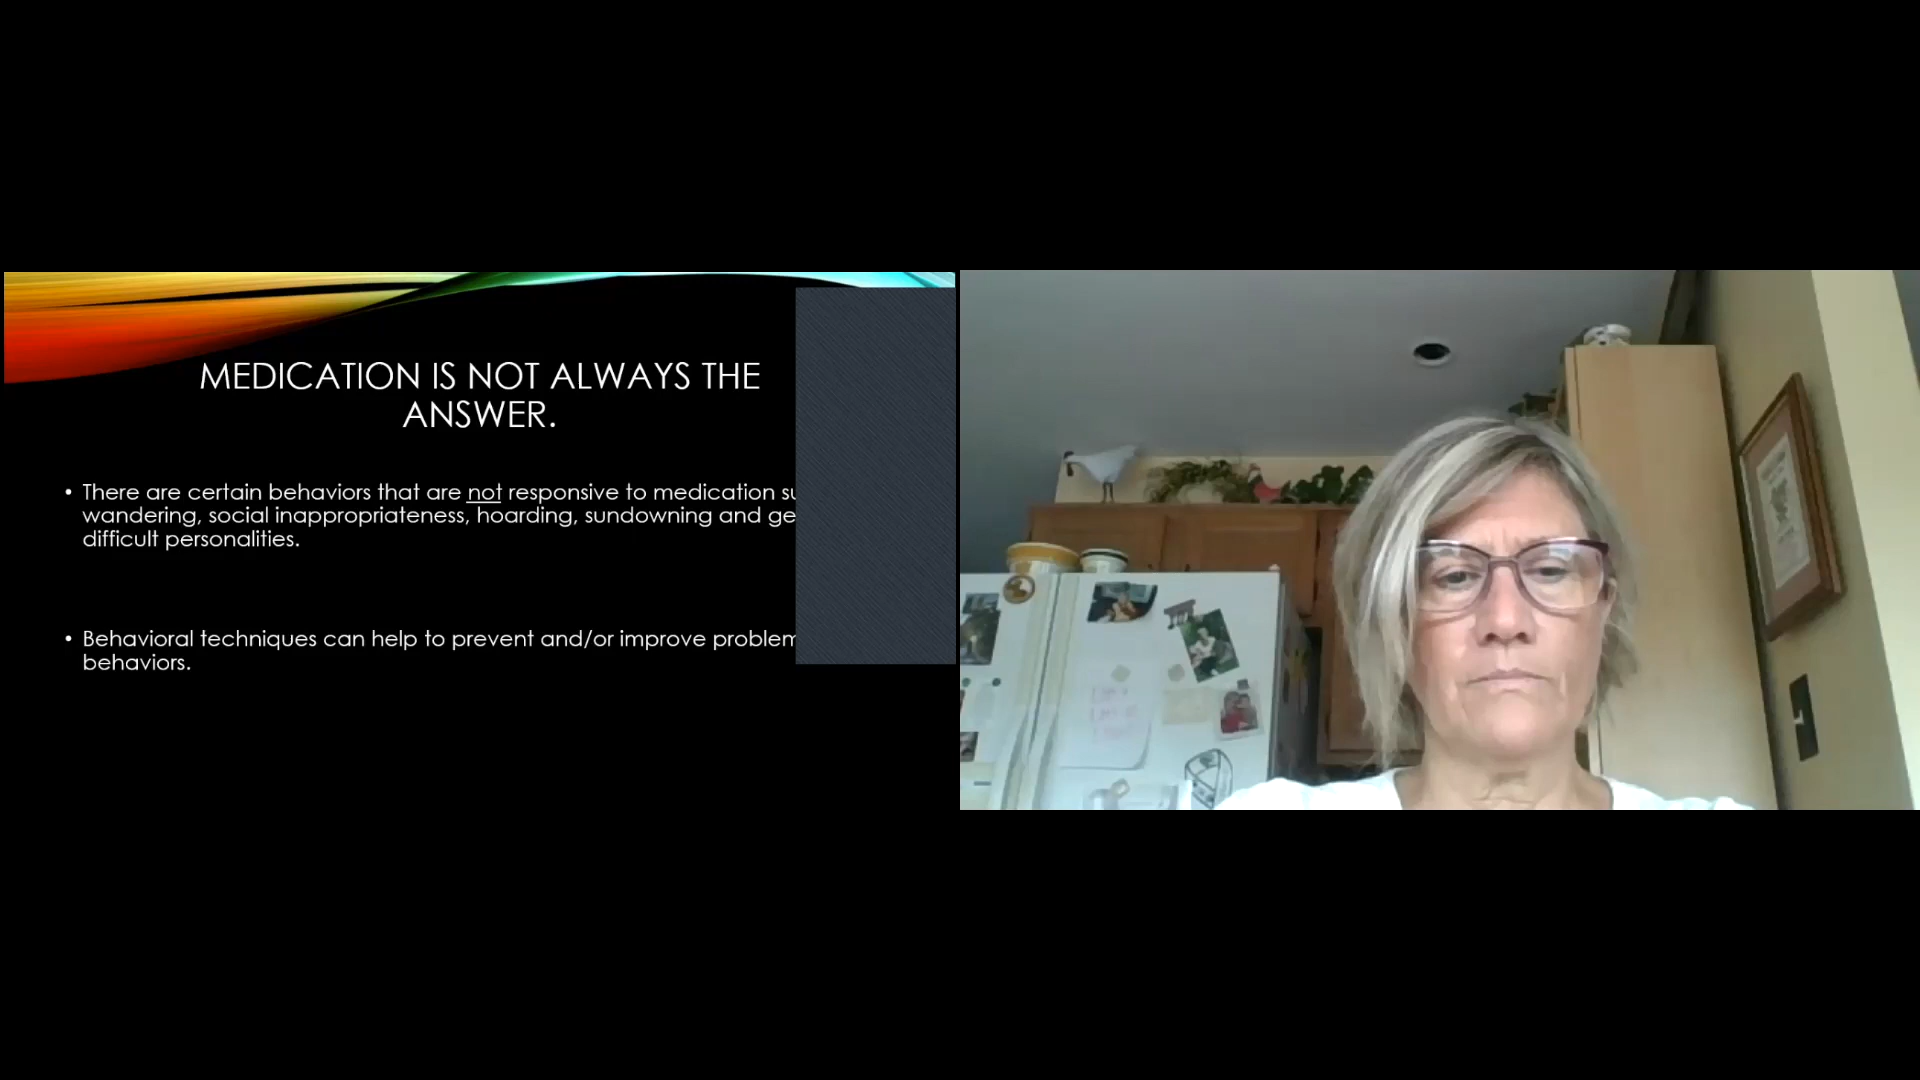 MEDICATION IS NOT ALWAYS THE
ANSWER.
• There are certain behaviors that are not responsive to medication
wandering, social inappropriateness, hoarding, sundowning and
difficult personalities.
• Behavioral techniques can help to prevent and/or improve problem
behaviors.